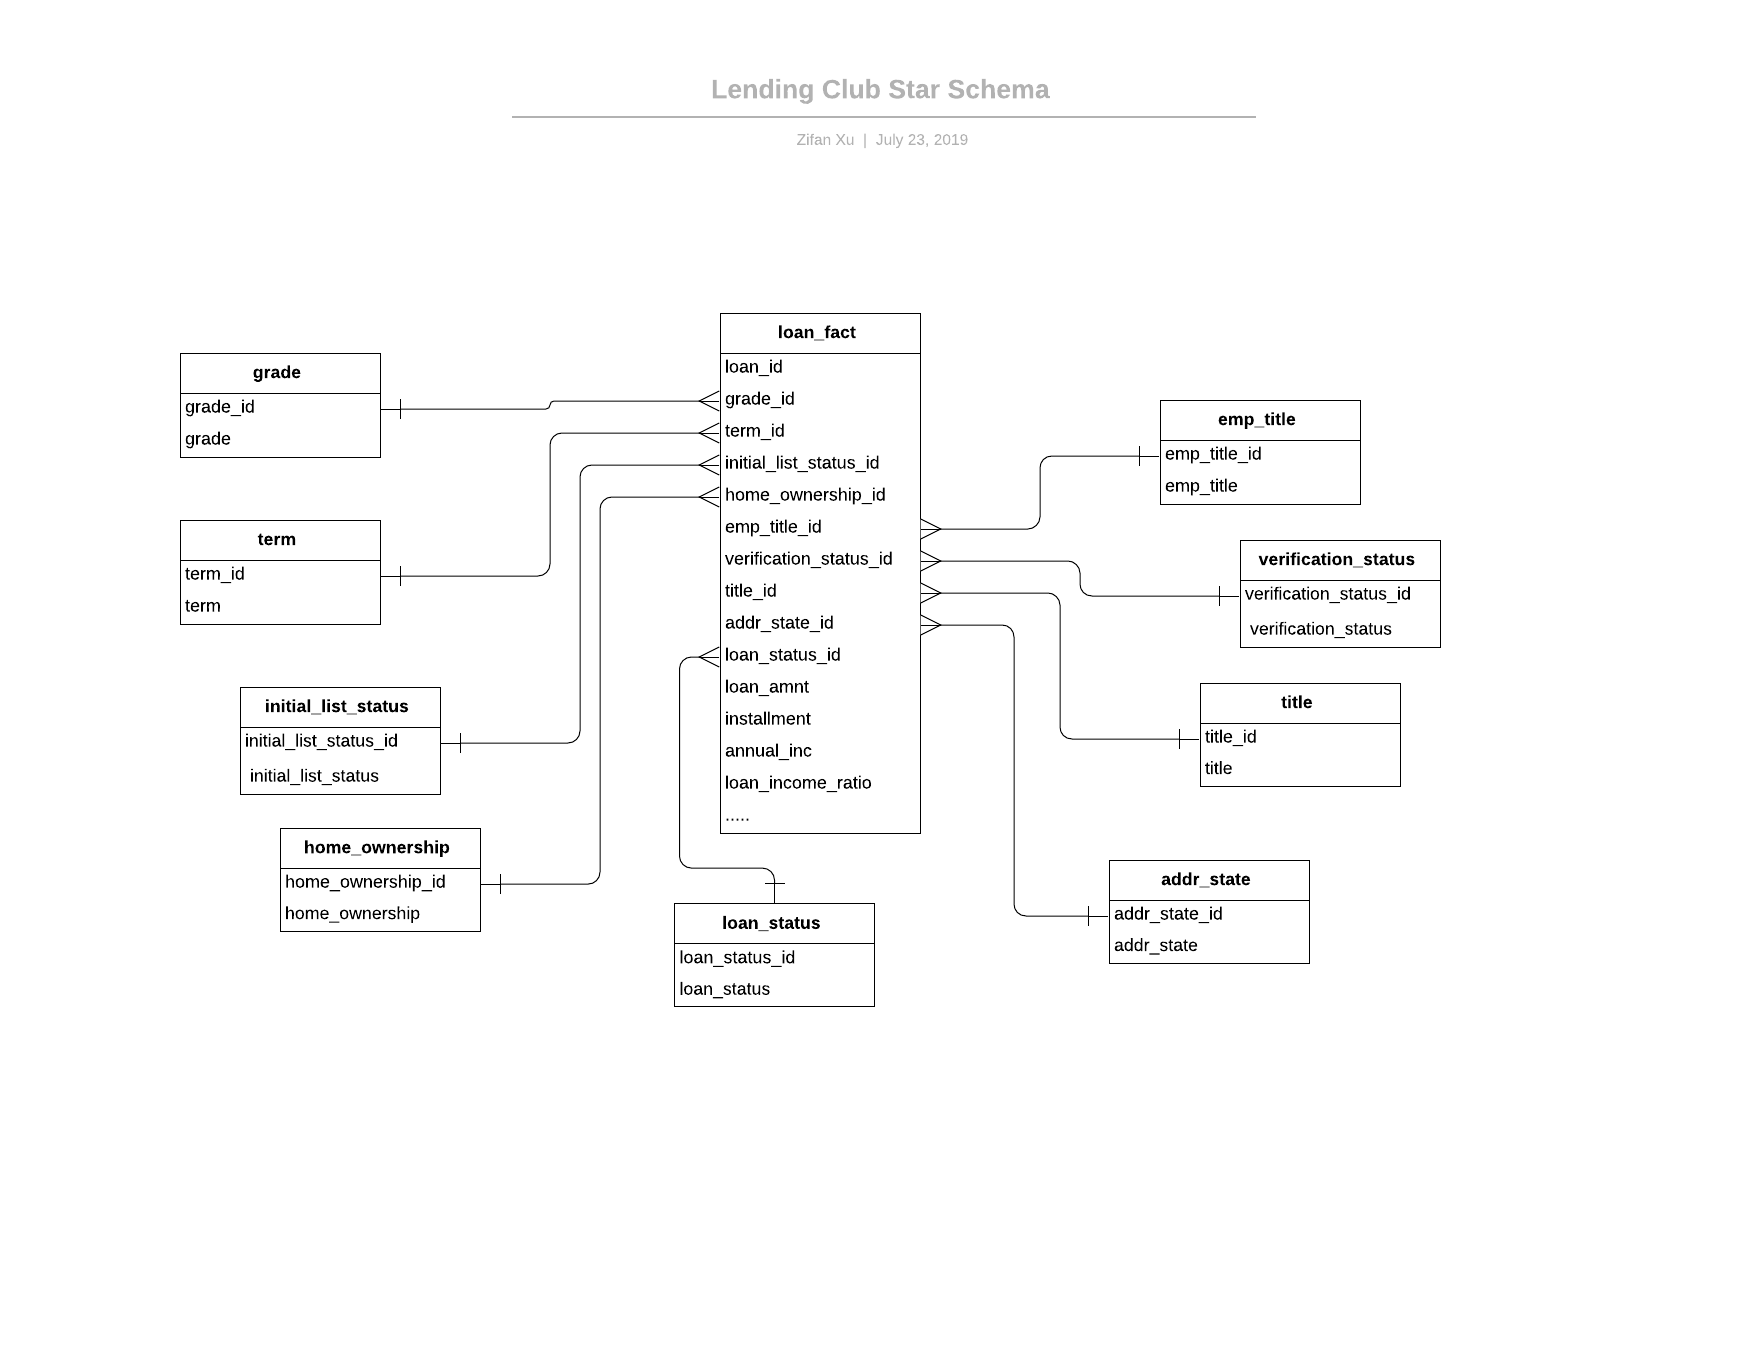 Lending Club Star Schema
Zifan Xu | July 23, 2019
loan_fact
loan_id
grade_id
term_id
initial_list_status_id
home_ownership_id
emp_title_id
verification_status_id
title_id
addr_state_id
loan_status_id
loan_amnt
installment
annual_inc
loan_income_ratio
.....
grade
grade_id
grade
term
term_id
term
initial_list_status
initial_list_status_id
initial_list_status
home_ownership
home_ownership_id
home_ownership
loan_status
loan_status_id
loan_status
emp_title
emp_title_id
emp_title
verification_status
verification_status_id
verification_status
title
title_id
title
addr_state
addr_state_id
addr_state